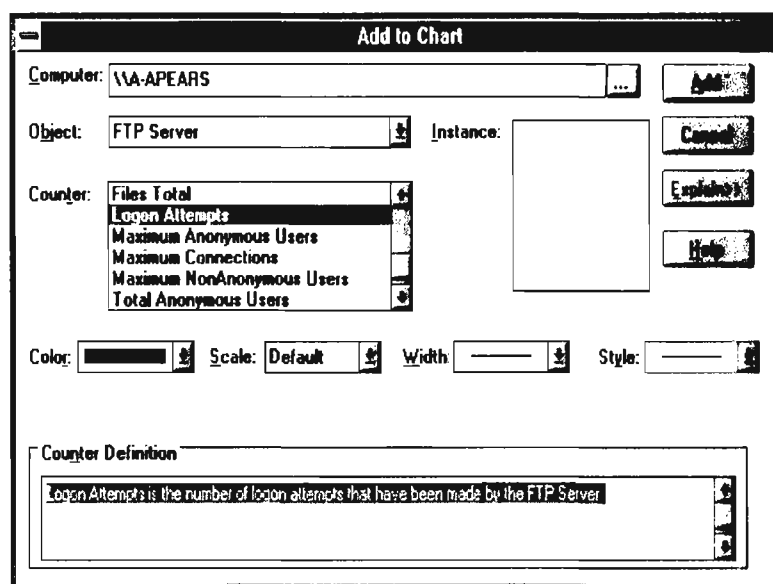 Add to Chart
Computer: \\A-APEARS ... Add
Object: FTP Server Instance: Cancel
Counter: Files Total Explain>>
Logon Attempts
Maximum Anonymous Users Help
Maximum Connections
Maximum NonAnonymous Users
Total Anonymous Users
Color: Scale: Default Width: Style:
Counter Definition
Logon Attempts is the number of logon attempts that have been made by the FTP Server